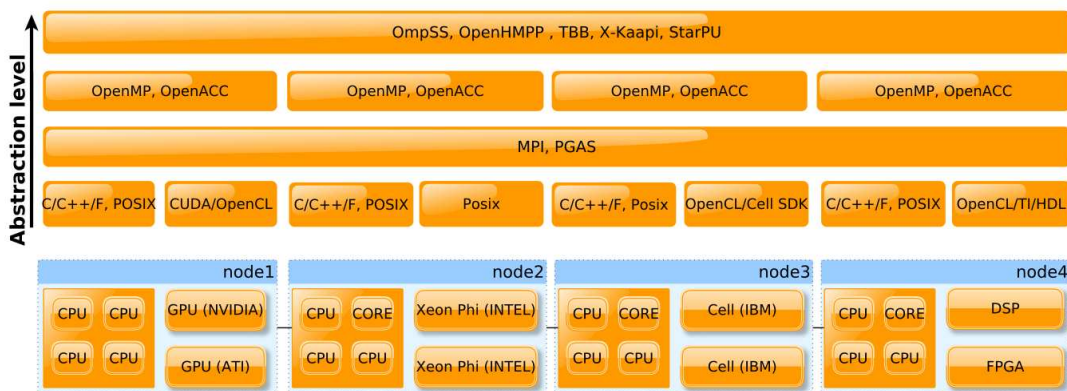 Abstraction level
OmpSS, OpenHMPP , TBB, X-Kaapi, StarPU
OpenMP, OpenACC
OpenMP, OpenACC
OpenMP, OpenACC
OpenMP, OpenACC
MPI, PGAS
C/C++/F, POSIX
CUDA/OpenCL
C/C++/F, POSIX
Posix
C/C++/F, Posix
OpenCL/Cell SDK
C/C++/F, POSIX
OpenCL/TI/HDL
node1
CPU CPU
GPU (NVIDIA)
CPU CPU
GPU (ATI)
node2
CPU CORE
Xeon Phi (INTEL)
CPU CPU
Xeon Phi (INTEL)
node3
CPU CORE
Cell (IBM)
CPU CPU
Cell (IBM)
node4
CPU CORE
DSP
CPU CPU
FPGA